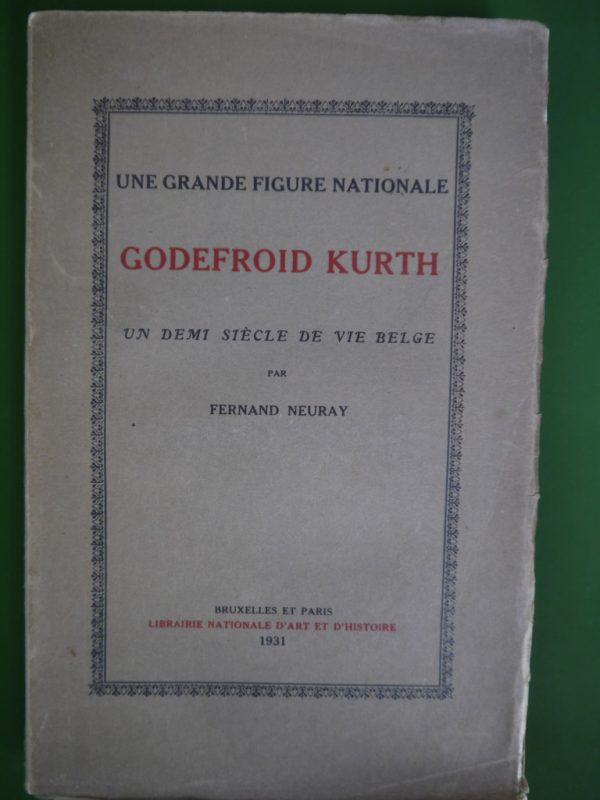 UNE GRANDE FIGURE NATIONALE
GODEFROID KURTH
UN DEMI SIÈCLE DE VIE BELGE
PAR
FERNAND NEURAY
BRUXELLES ET PARIS
LIBRAIRIE NATIONALE D'ART ET D'HISTOIRE
1931